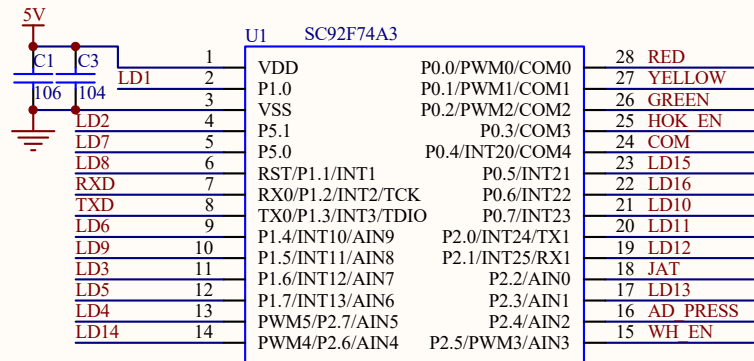 5V
U1 SC92F74A3
C1 C3
106 104
1 VDD P0.0/PWM0/COM0 28 RED
LD1 2 P1.0 P0.1/PWM1/COM1 27 YELLOW
3 VSS P0.2/PWM2/COM2 26 GREEN
LD2 4 P5.1 P0.3/COM3 25 HOK_EN
LD7 5 P5.0 P0.4/INT20/COM4 24 COM
LD8 6 RST/P1.1/INT1 P0.5/INT21 23 LD15
RXD 7 RX0/P1.2/INT2/TCK P0.6/INT22 22 LD16
TXD 8 TX0/P1.3/INT3/TDIO P0.7/INT23 21 LD10
LD6 9 P1.4/INT10/AIN9 P2.0/INT24/TX1 20 LD11
LD9 10 P1.5/INT11/AIN8 P2.1/INT25/RX1 19 LD12
LD3 11 P1.6/INT12/AIN7 P2.2/AIN0 18 JAT
LD5 12 P1.7/INT13/AIN6 P2.3/AIN1 17 LD13
LD4 13 PWM5/P2.7/AIN5 P2.4/AIN2 16 AD_PRESS
LD14 14 PWM4/P2.6/AIN4 P2.5/PWM3/AIN3 15 WH_EN